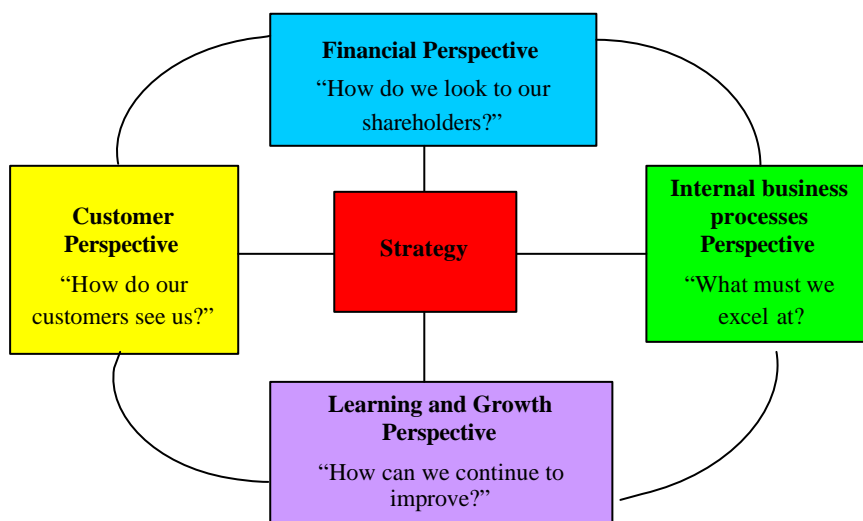 Financial Perspective
“How do we look to our
shareholders?”
Customer
Perspective
“How do our
customers see us?”
Strategy
Internal business
processes
Perspective
“What must we
excel at?
Learning and Growth
Perspective
“How can we continue to
improve?”